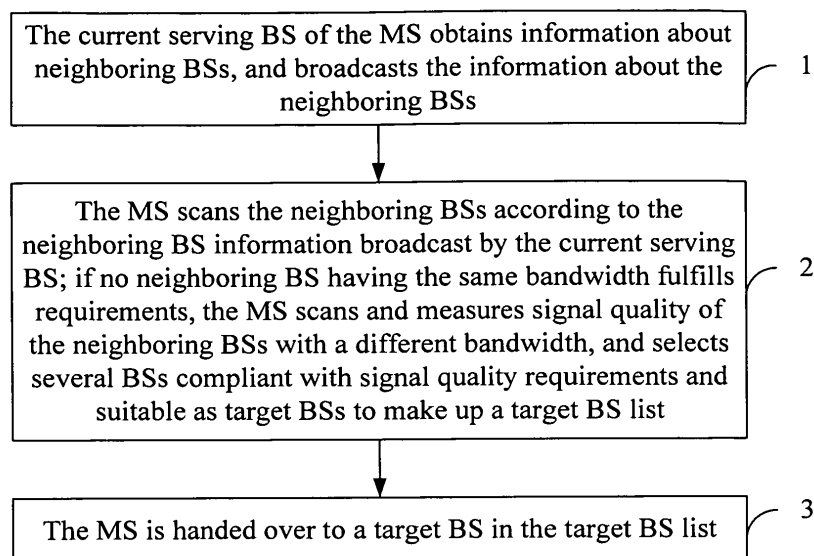 The current serving BS of the MS obtains information about
neighboring BSs, and broadcasts the information about the
neighboring BSs
1
The MS scans the neighboring BSs according to the
neighboring BS information broadcast by the current serving
BS; if no neighboring BS having the same bandwidth fulfills
requirements, the MS scans and measures signal quality of
the neighboring BSs with a different bandwidth, and selects
several BSs compliant with signal quality requirements and
suitable as target BSs to make up a target BS list
2
The MS is handed over to a target BS in the target BS list
3